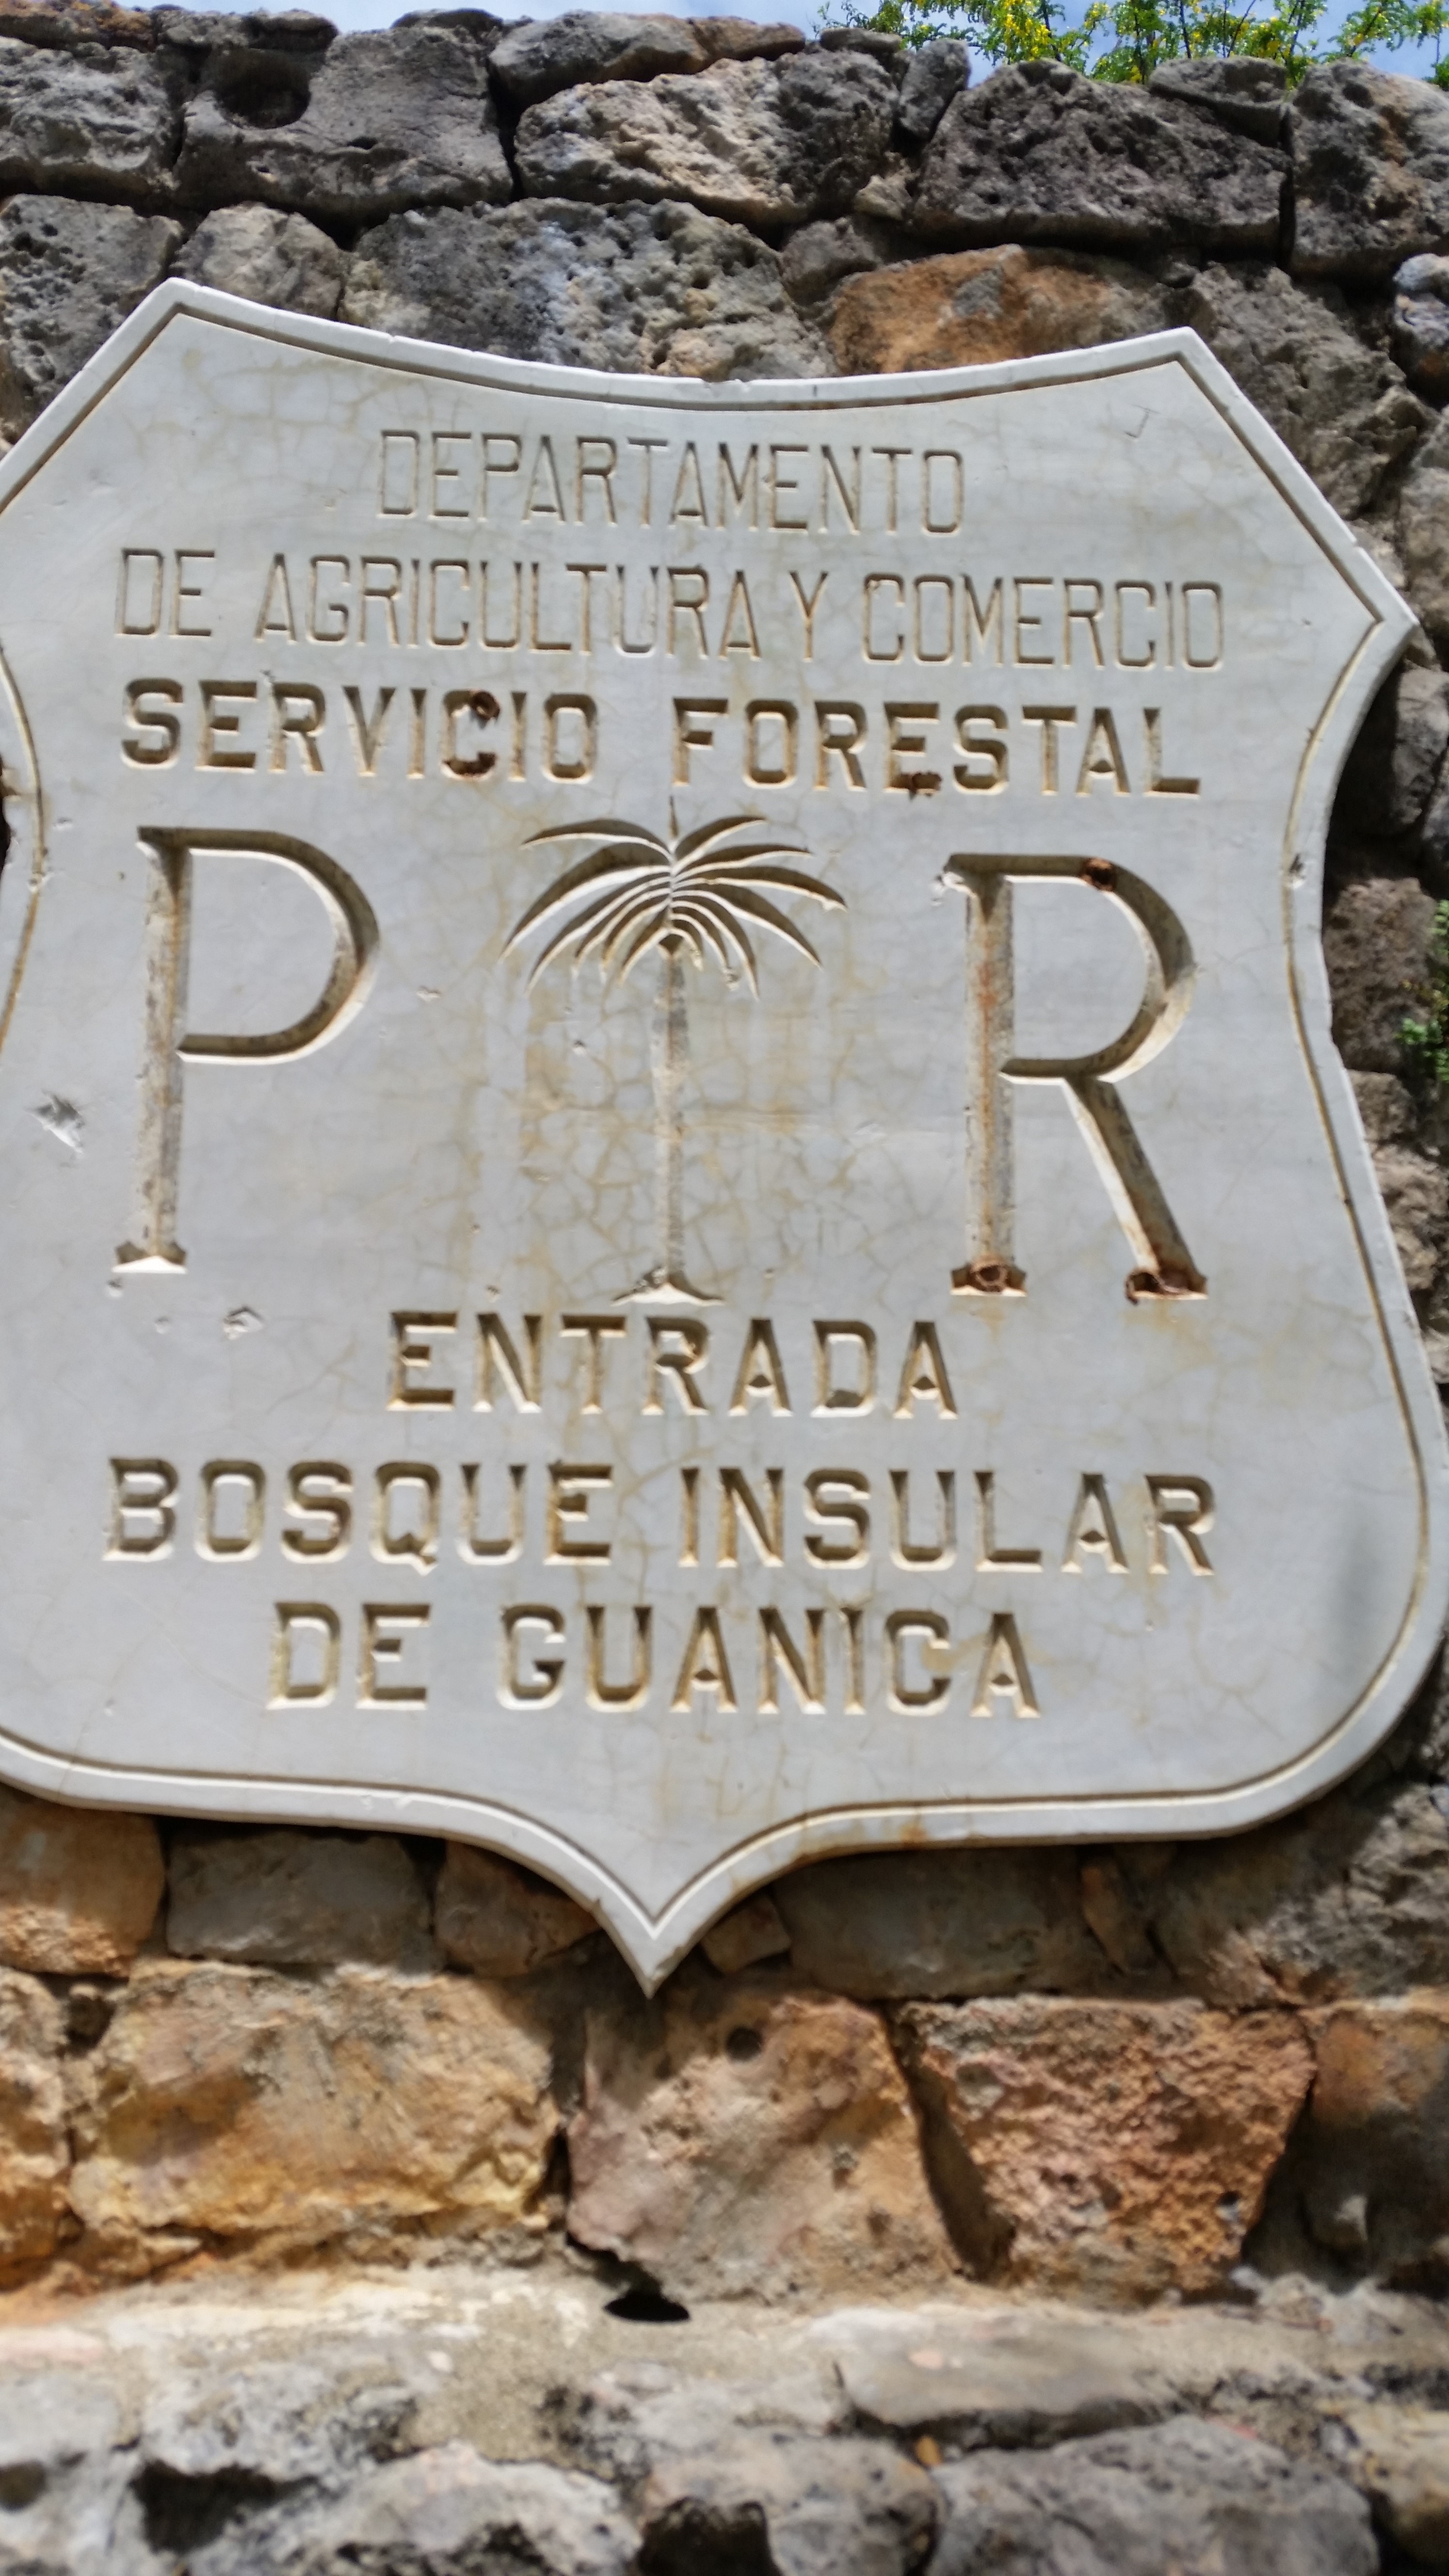 DEPARTAMENTO
DE AGRICULTURA Y COMERCIO
SERVICIO FORESTAL
P R
ENTRADA
BOSQUE INSULAR
DE GUANICA